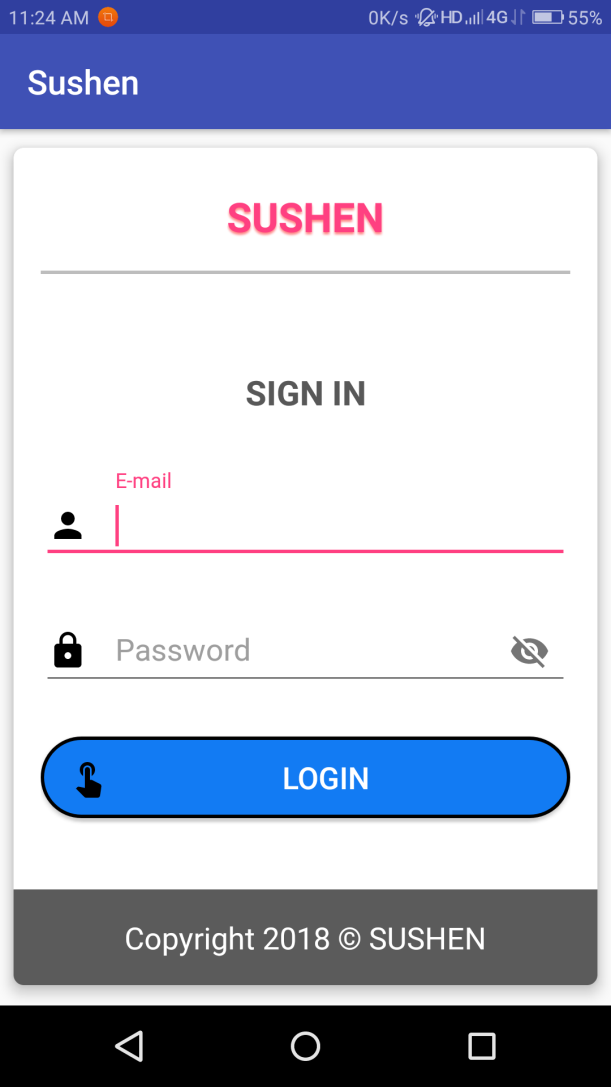 11:24 AM 0K/s HD 4G 55%
Sushen
SUSHEN
SIGN IN
E-mail
Password
LOGIN
Copyright 2018 © SUSHEN